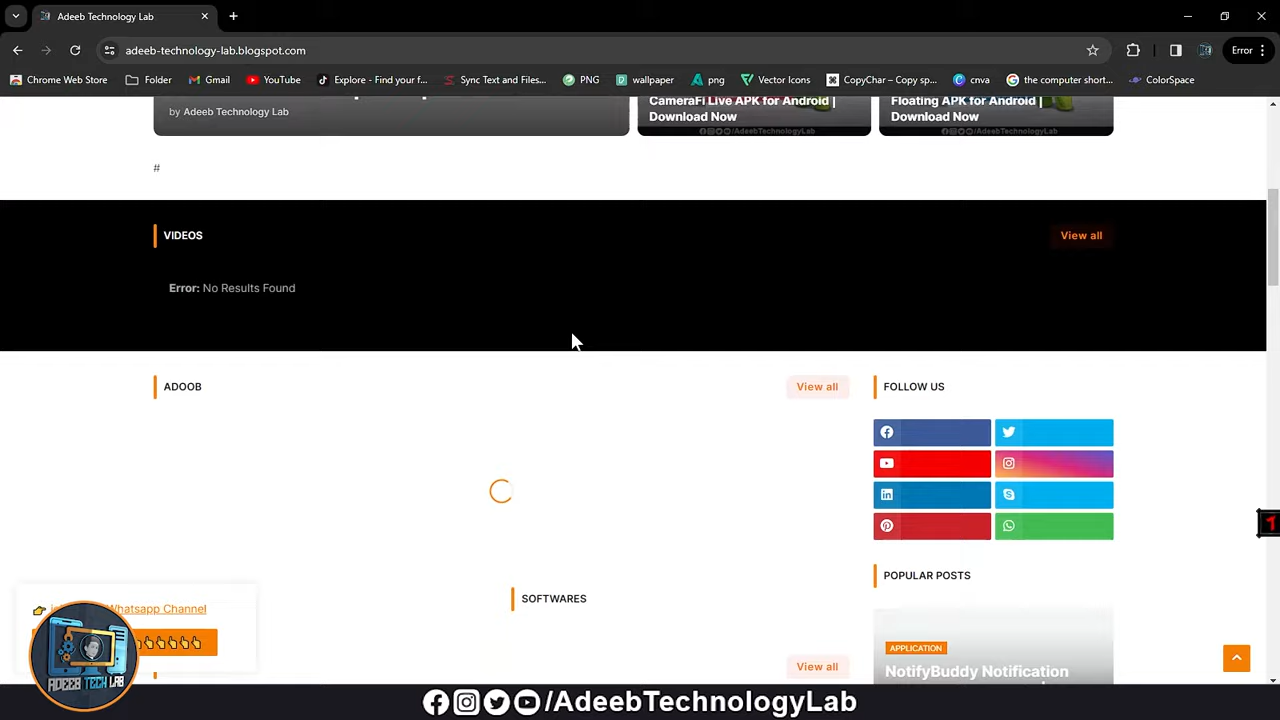 Adeeb Technology Lab
adeeb-technology-lab.blogspot.com
Error
Chrome Web Store Folder Gmail YouTube Explore - Find your f... Sync Text and Files... PNG wallpaper png Vector Icons CopyChar – Copy sp... cnva the computer short... ColorSpace
by Adeeb Technology Lab
CameraFi Live APK for Android |
Download Now
/AdeebTechnologyLab
Floating APK for Android |
Download Now
/AdeebTechnologyLab
#
VIDEOS
View all
Error: No Results Found
ADOOB
View all
FOLLOW US
SOFTWARES
View all
POPULAR POSTS
APPLICATION
NotifyBuddy Notification
Whatsapp Channel
ADEEB TECH LAB
1
/AdeebTechnologyLab